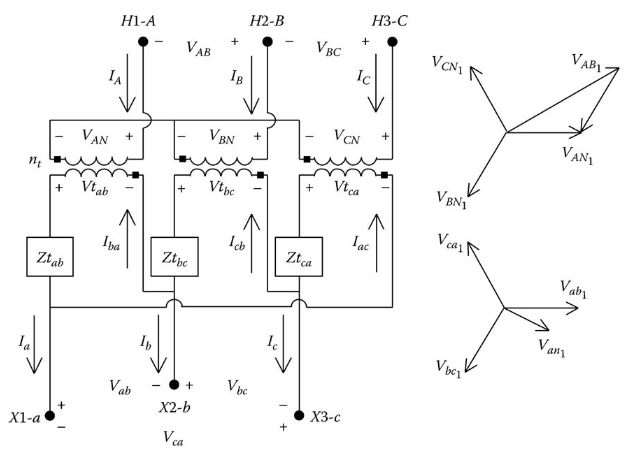 H1-A H2-B H3-C
− V_AB + − V_BC +
I_A I_B I_C
− V_AN + − V_BN + − V_CN +
n_t
+ Vt_ab − + Vt_bc − + Vt_ca −
I_ba I_cb I_ac
Zt_ab Zt_bc Zt_ca
I_a I_b I_c
V_ab − + V_bc −
X1-a + − X2-b + X3-c
V_ca
V_CN1 V_AB1
V_AN1
V_BN1
V_ca1
V_ab1
V_an1
V_bc1